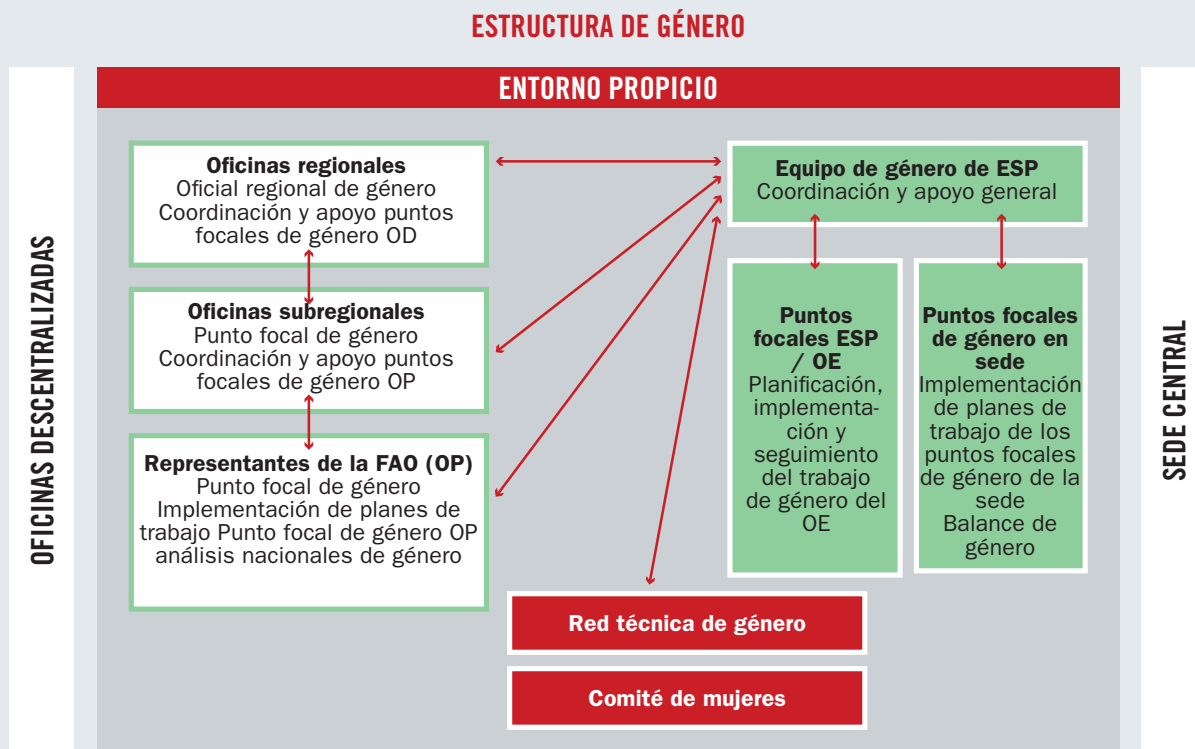 ESTRUCTURA DE GÉNERO
ENTORNO PROPICIO
OFICINAS DESCENTRALIZADAS
Oficinas regionales
Oficial regional de género
Coordinación y apoyo puntos
focales de género OD
Oficinas subregionales
Punto focal de género
Coordinación y apoyo puntos
focales de género OP
Representantes de la FAO (OP)
Punto focal de género
Implementación de planes de
trabajo Punto focal de género OP
análisis nacionales de género
Equipo de género de ESP
Coordinación y apoyo general
Puntos
focales ESP
/ OE
Planificación,
implementa-
ción y
seguimiento
del trabajo
de género del
OE
Puntos focales
de género en
sede
Implementación
de planes de
trabajo de los
puntos focales
de género de la
sede
Balance de
género
Red técnica de género
Comité de mujeres
SEDE CENTRAL